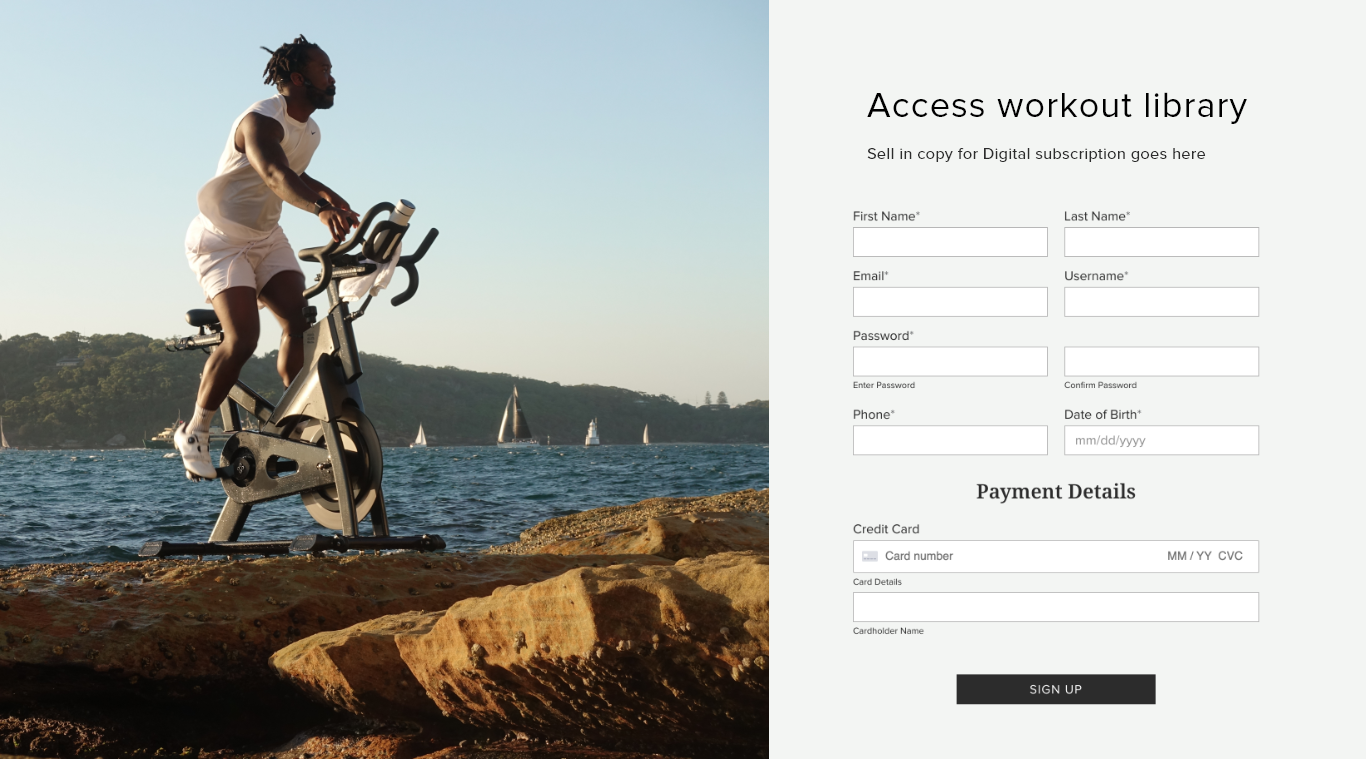 Access workout library
Sell in copy for Digital subscription goes here
First Name* Last Name*
Email* Username*
Password*
Enter Password Confirm Password
Phone* Date of Birth*
mm/dd/yyyy
Payment Details
Credit Card
Card number MM / YY CVC
Card Details
Cardholder Name
SIGN UP